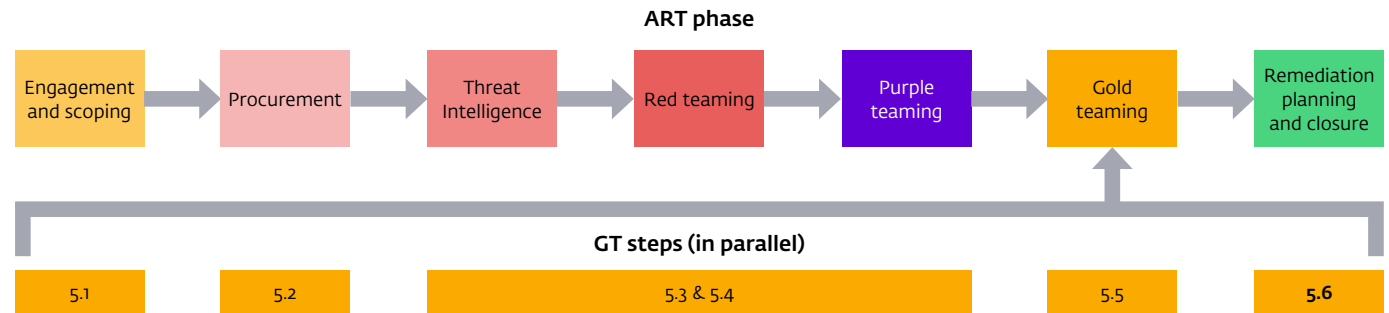 ART phase
Engagement
and scoping
Procurement
Threat
Intelligence
Red teaming
Purple
teaming
Gold
teaming
Remediation
planning
and closure
GT steps (in parallel)
5.1
5.2
5.3 & 5.4
5.5
5.6